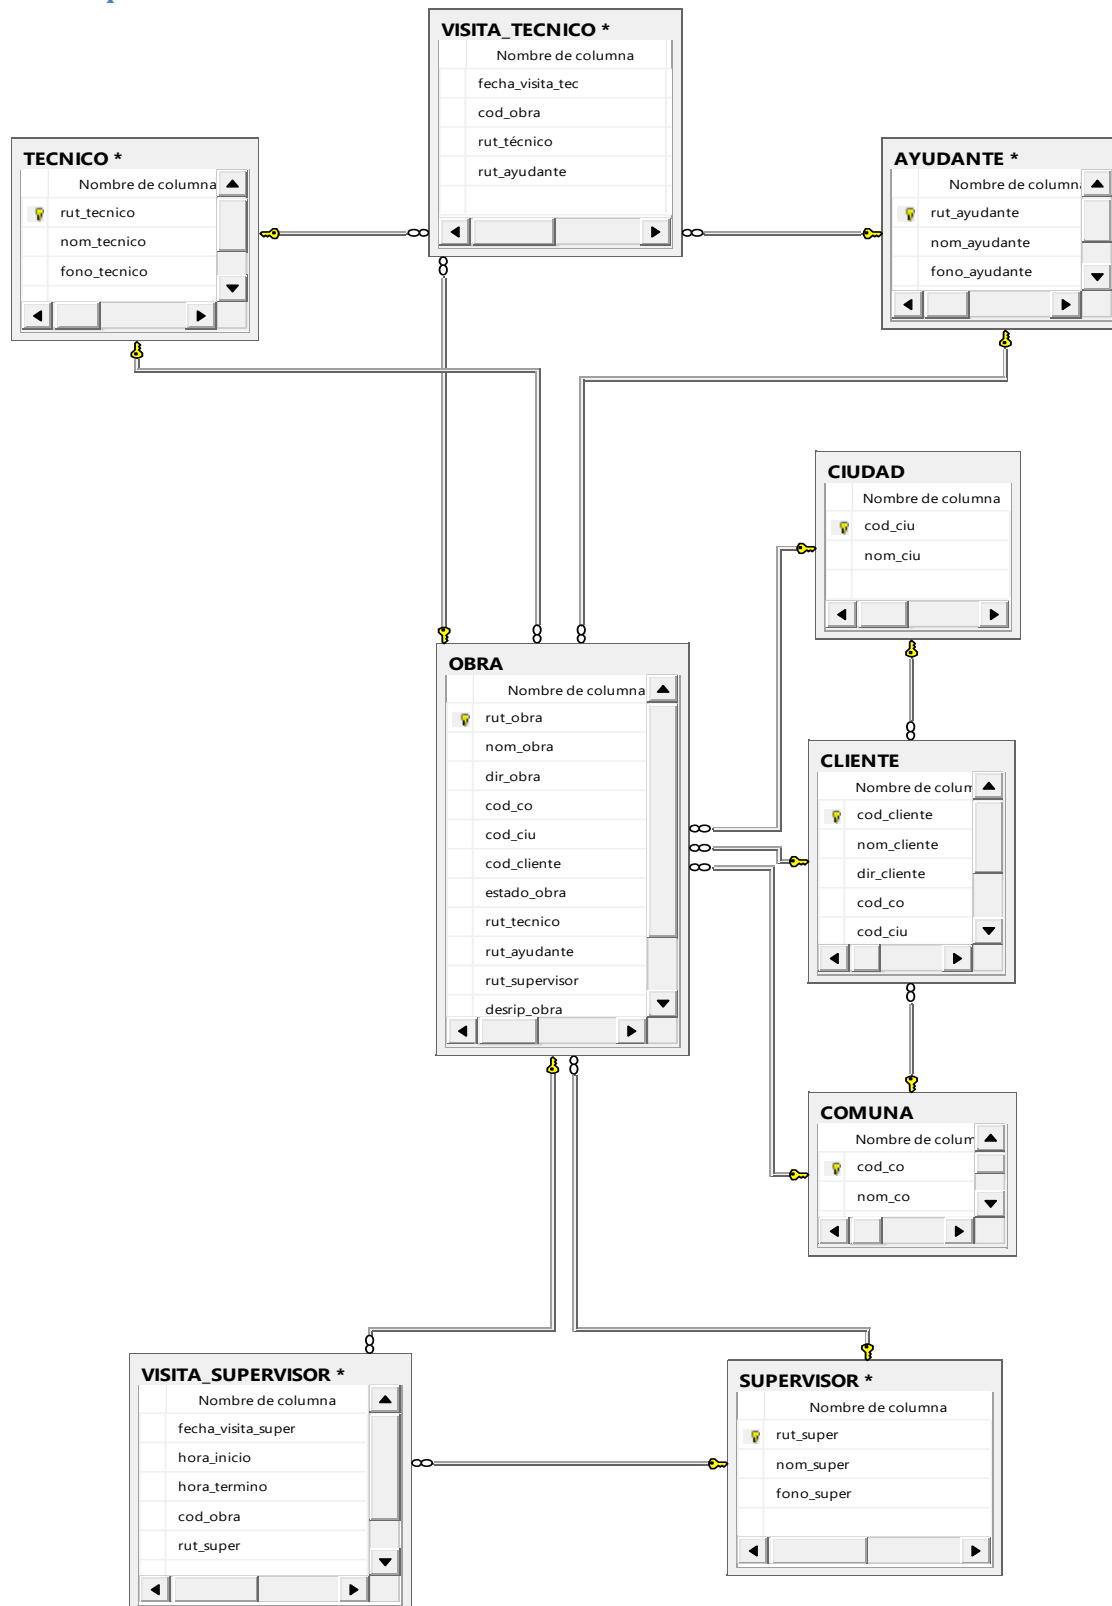 VISITA_TECNICO *
Nombre de columna
fecha_visita_tec
cod_obra
rut_técnico
rut_ayudante
TECNICO *
Nombre de columna
rut_tecnico
nom_tecnico
fono_tecnico
AYUDANTE *
Nombre de columna
rut_ayudante
nom_ayudante
fono_ayudante
CIUDAD
Nombre de columna
cod_ciu
nom_ciu
OBRA
Nombre de columna
rut_obra
nom_obra
dir_obra
cod_co
cod_ciu
cod_cliente
estado_obra
rut_tecnico
rut_ayudante
rut_supervisor
desrip_obra
CLIENTE
Nombre de colum
cod_cliente
nom_cliente
dir_cliente
cod_co
cod_ciu
COMUNA
Nombre de colum
cod_co
nom_co
VISITA_SUPERVISOR *
Nombre de columna
fecha_visita_super
hora_inicio
hora_termino
cod_obra
rut_super
SUPERVISOR *
Nombre de columna
rut_super
nom_super
fono_super